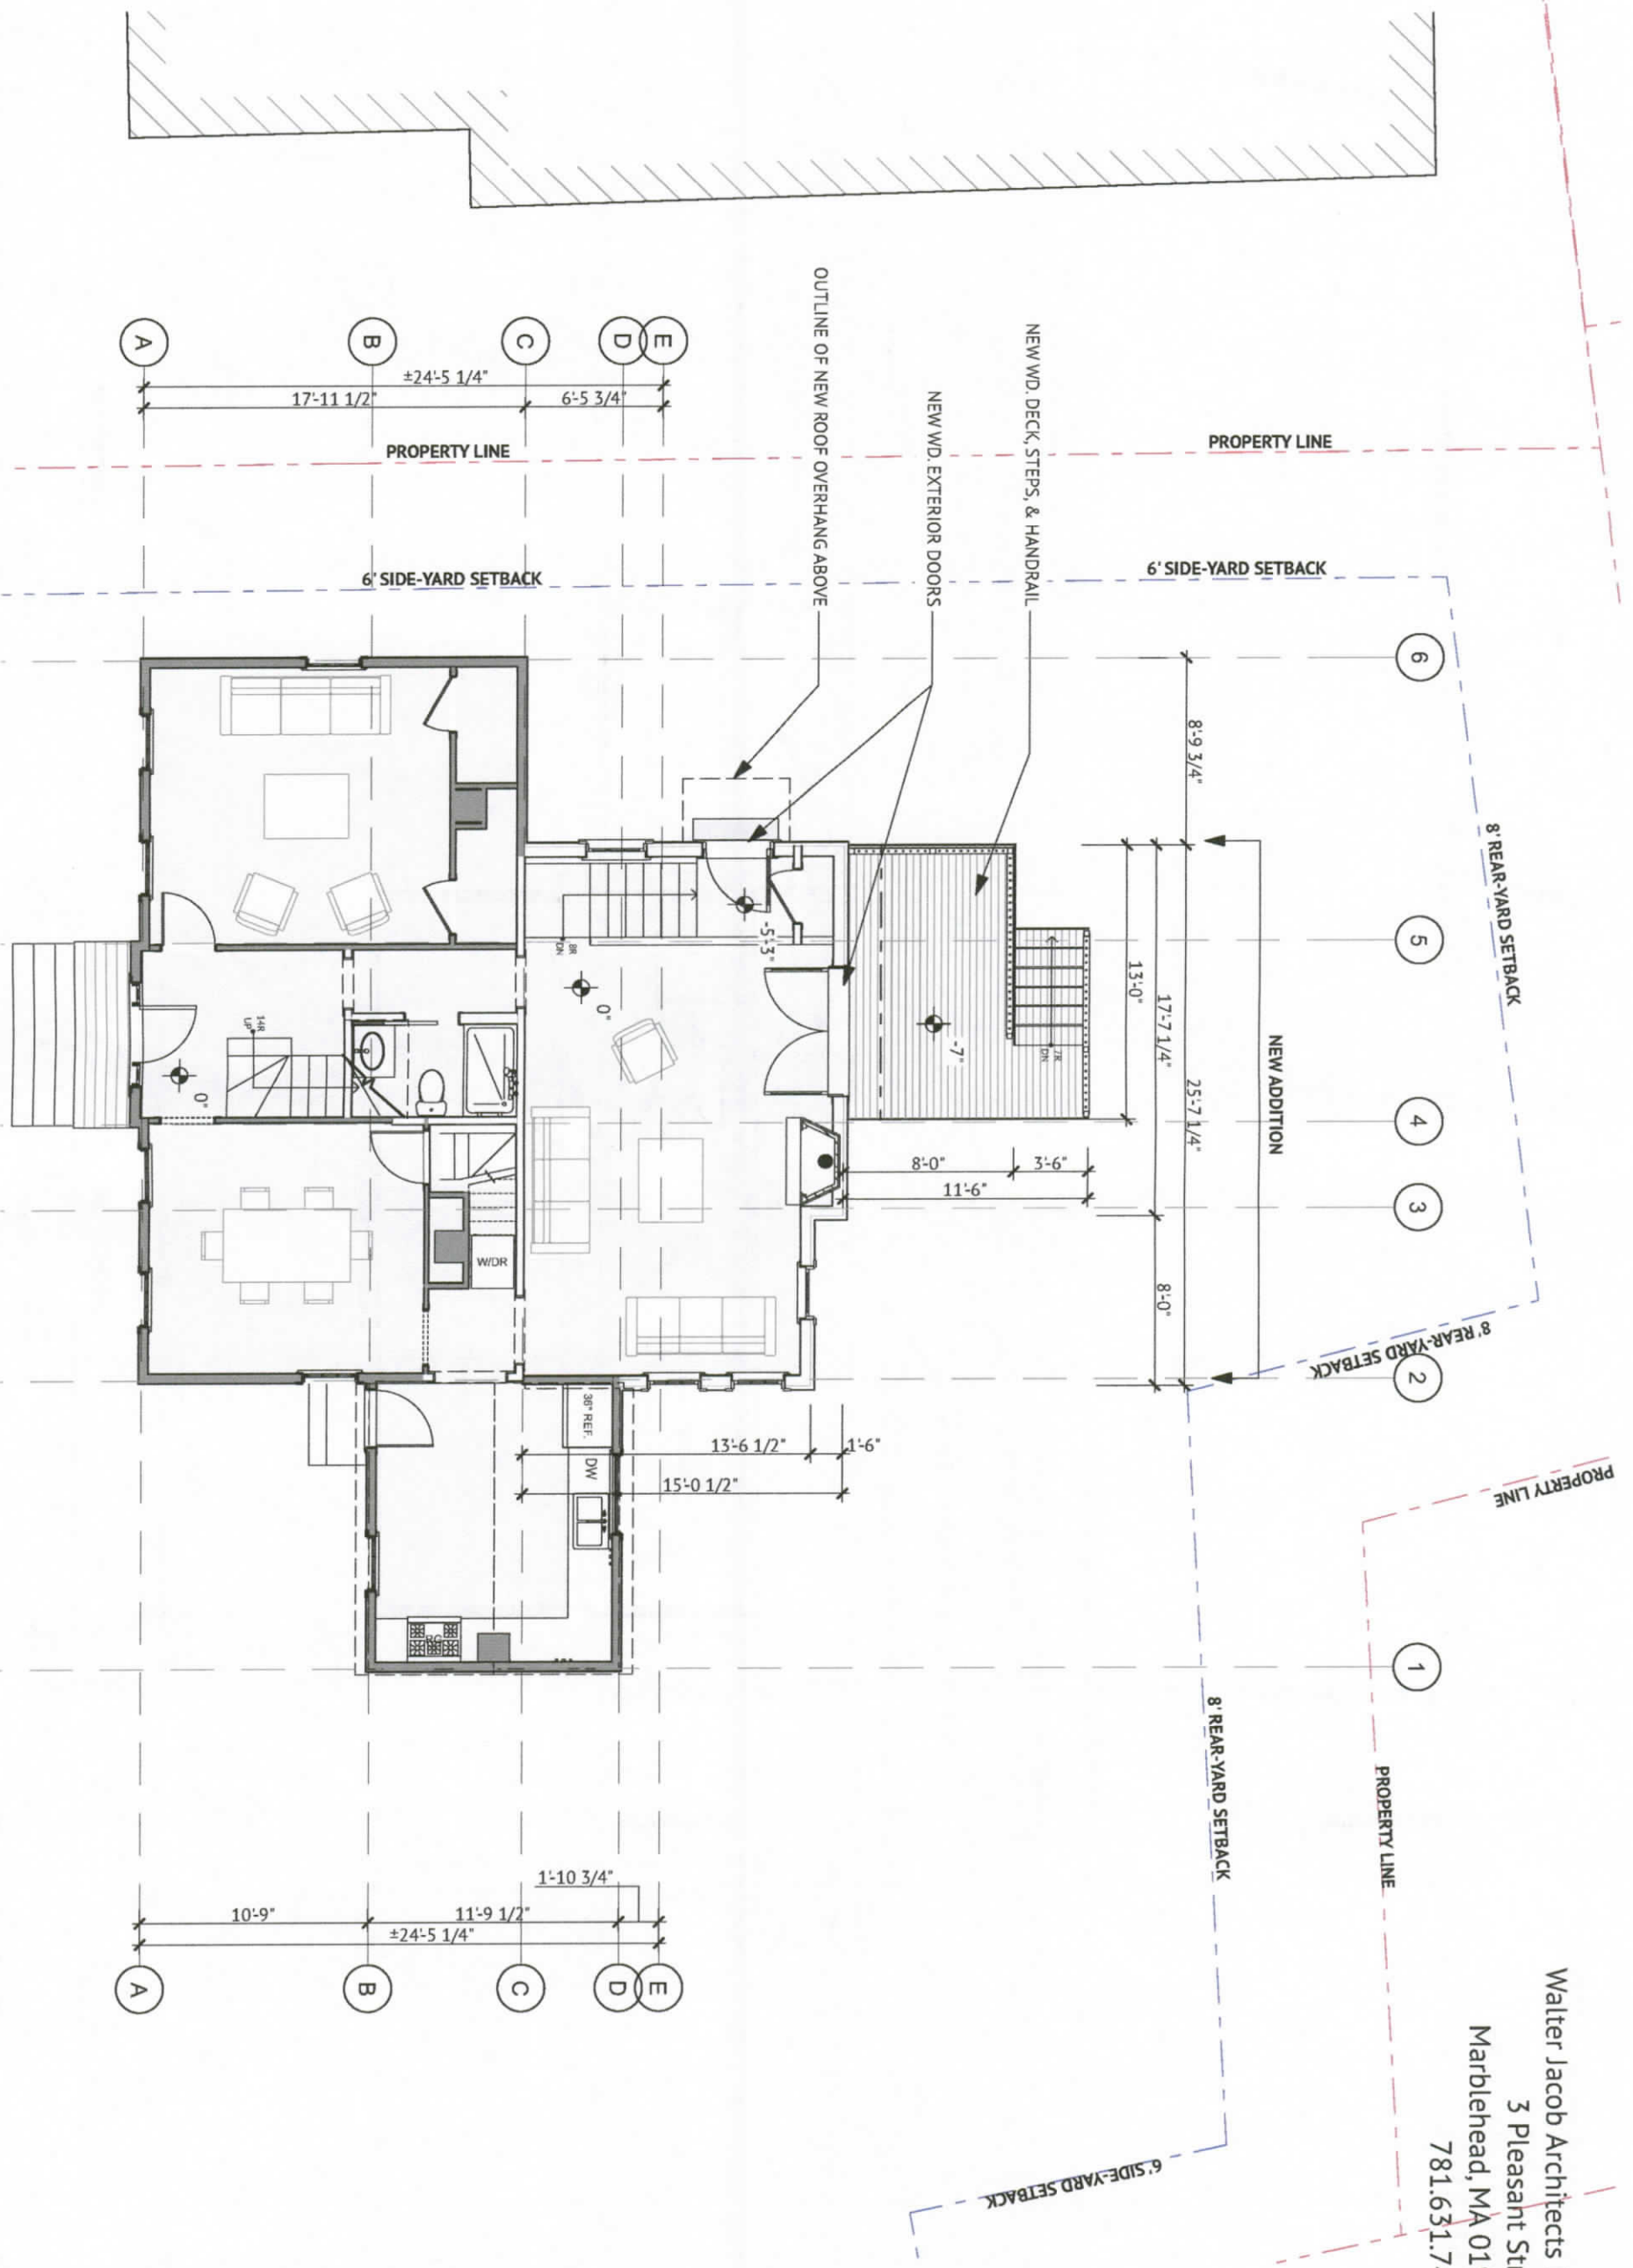 Walter Jacob Architects
3 Pleasant St
Marblehead, MA 01
781.631.7
PROPERTY LINE
PROPERTY LINE
PROPERTY LINE
PROPERTY LINE
6' SIDE-YARD SETBACK
6' SIDE-YARD SETBACK
8' REAR-YARD SETBACK
8' REAR-YARD SETBACK
8' REAR-YARD SETBACK
6' SIDE-YARD SETBACK
6
5
4
3
2
1
NEW ADDITION
8'-9 3/4"
25'-7 1/4"
17'-7 1/4"
8'-0"
13'-0"
8'-0"
3'-6"
11'-6"
NEW WD. DECK, STEPS, & HANDRAIL
NEW WD. EXTERIOR DOORS
OUTLINE OF NEW ROOF OVERHANG ABOVE
7R
DN
-7"
-5'-3"
8R
DN
0"
14R
UP
0"
W/DR
36" REF.
DW
RG
13'-6 1/2"
1'-6"
15'-0 1/2"
A
B
C
D
E
±24'-5 1/4"
17'-11 1/2"
6'-5 3/4"
1'-10 3/4"
10'-9"
11'-9 1/2"
±24'-5 1/4"
A
B
C
D
E